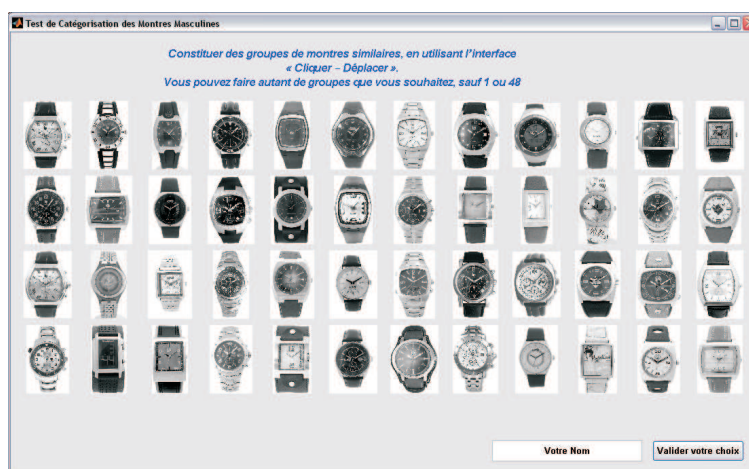 Test de Catégorisation des Montres Masculines
Constituer des groupes de montres similaires, en utilisant l'interface
« Cliquer – Déplacer ».
Vous pouvez faire autant de groupes que vous souhaitez, sauf 1 ou 48
Votre Nom
Valider votre choix